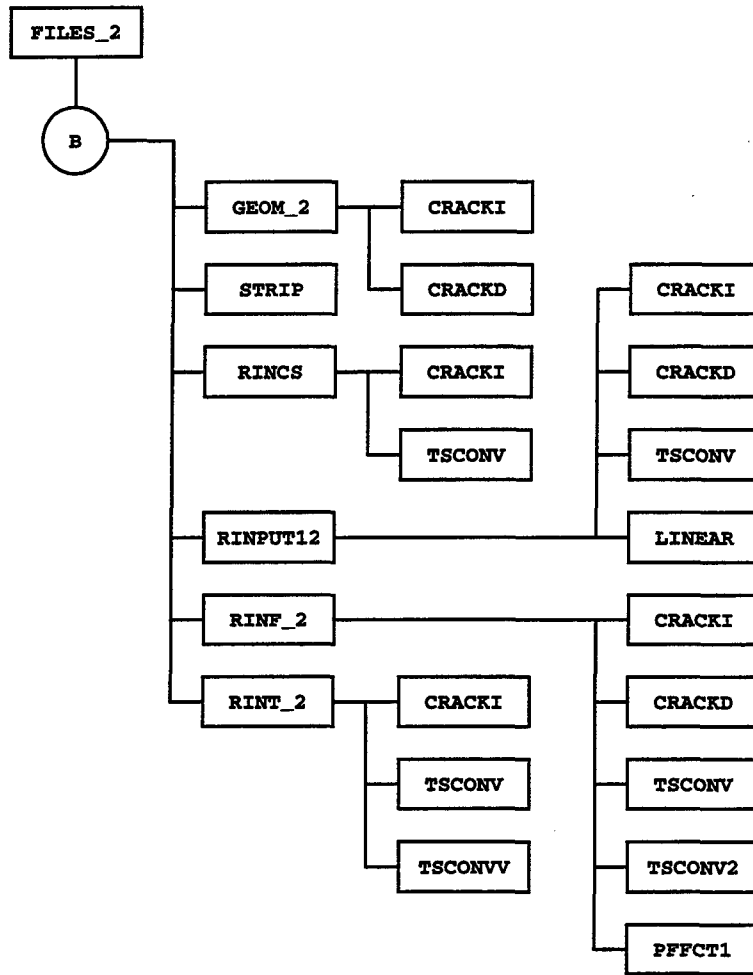 FILES_2
B
GEOM_2
CRACKI
STRIP
CRACKD
CRACKI
RINCS
CRACKI
CRACKD
TSCONV
TSCONV
RINPUT12
LINEAR
RINF_2
CRACKI
RINT_2
CRACKI
CRACKD
TSCONV
TSCONV
TSCONVV
TSCONV2
PFFCT1